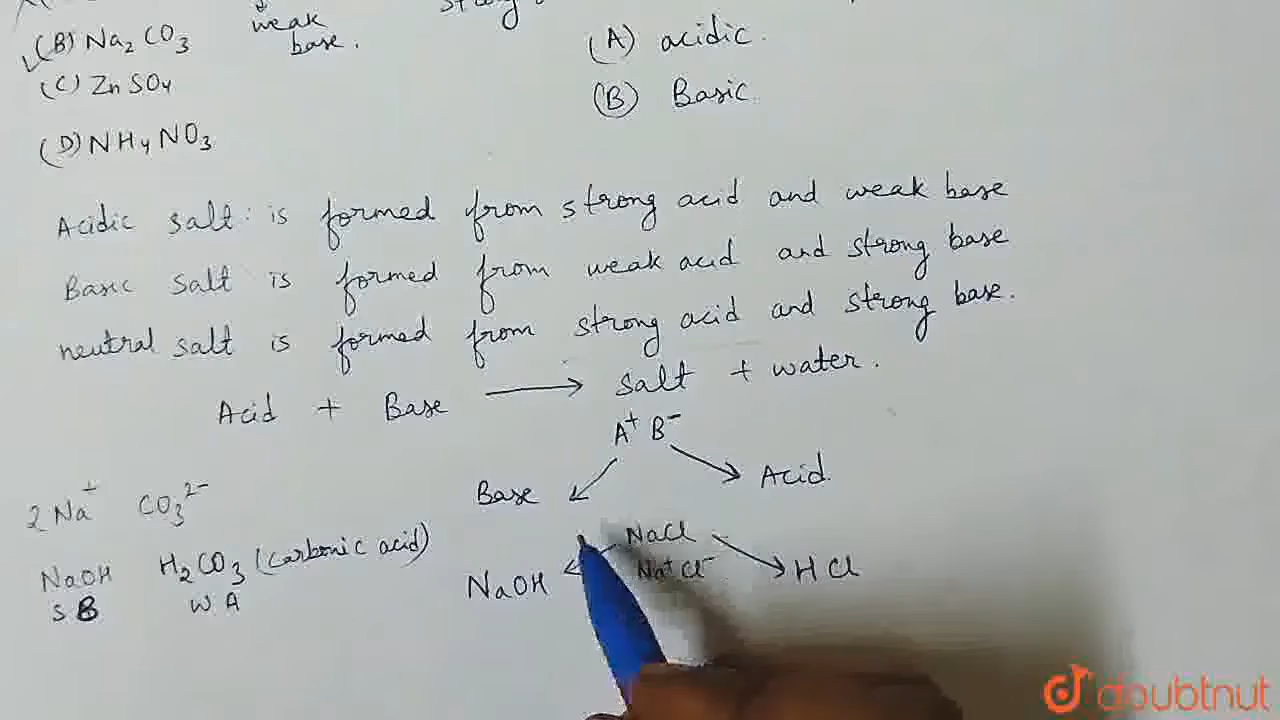 weak
(B) Na2CO3
base.
(A) acidic.
(C) ZnSO4
(B) Basic.
(D) NH4NO3
Acidic salt: is formed from strong acid and weak base
Basic salt is formed from weak acid and strong base
neutral salt is formed from strong acid and strong base.
Acid + Base → salt + water.
A+ B-
Base Acid.
2Na+ CO3 2-
NaCl
NaOH H2CO3 (carbonic acid)
Na+Cl-
NaOH HCl
SB WA
doubtnut